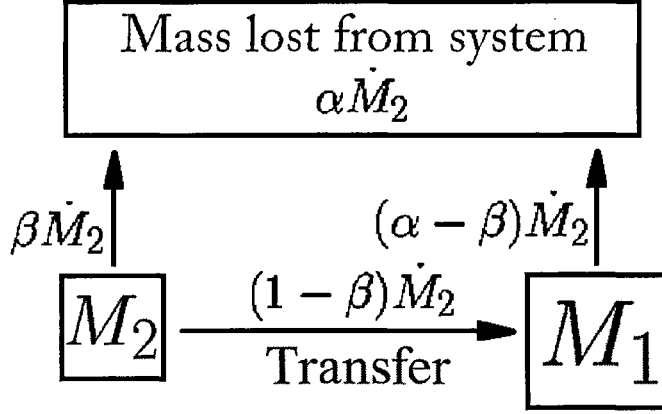 Mass lost from system
αṀ₂
βṀ₂
(α − β)Ṁ₂
(1 − β)Ṁ₂
M₂
M₁
Transfer